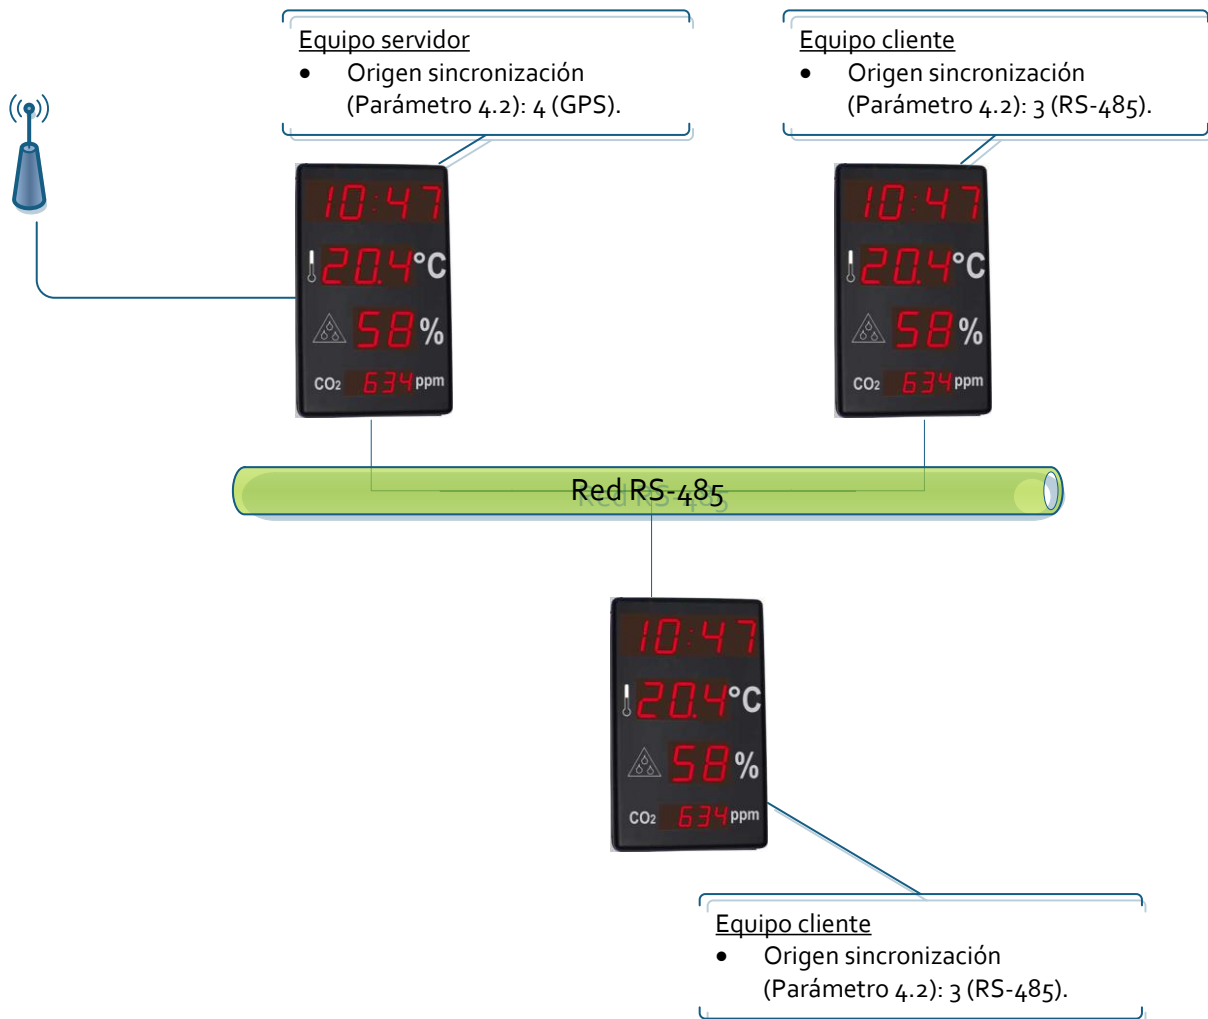 Equipo servidor
• Origen sincronización
(Parámetro 4.2): 4 (GPS).
Equipo cliente
• Origen sincronización
(Parámetro 4.2): 3 (RS-485).
10:47
20.4°C
58%
CO2 634 ppm
10:47
20.4°C
58%
CO2 634 ppm
Red RS-485
10:47
20.4°C
58%
CO2 634 ppm
Equipo cliente
• Origen sincronización
(Parámetro 4.2): 3 (RS-485).